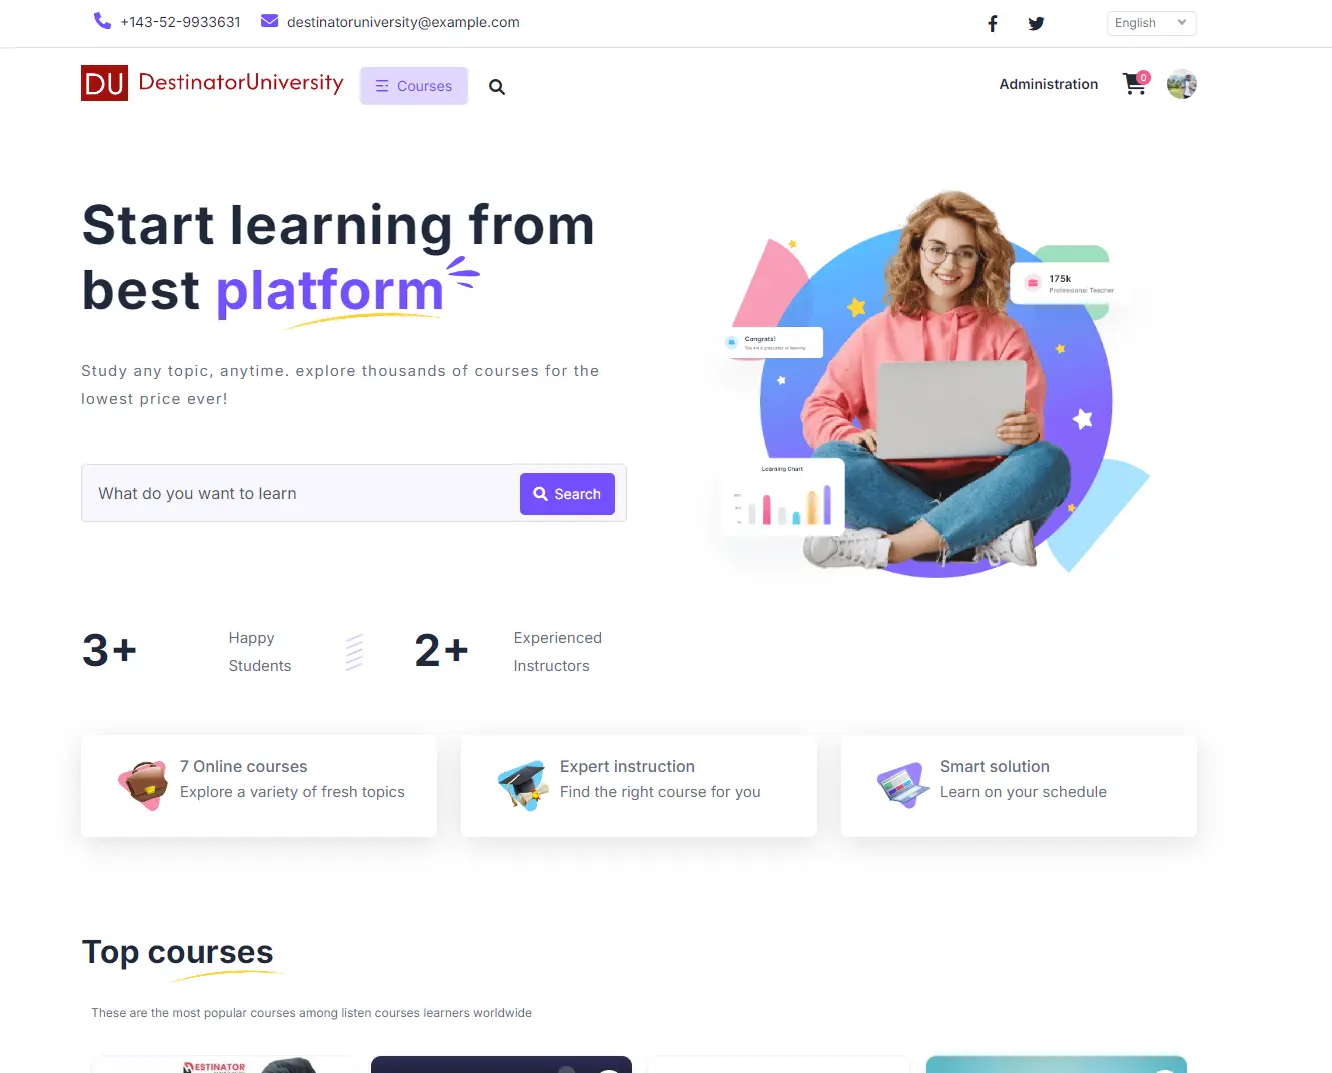 +143-52-9933631 destinatoruniversity@example.com English
DU DestinatorUniversity Courses Administration 0
Start learning from
best platform
175k
Professional Teacher
Congrats!
Study any topic, anytime. explore thousands of courses for the
lowest price ever!
What do you want to learn Search
Learning Chart
3+ Happy
Students
2+ Experienced
Instructors
7 Online courses
Explore a variety of fresh topics
Expert instruction
Find the right course for you
Smart solution
Learn on your schedule
Top courses
These are the most popular courses among listen courses learners worldwide
ESTINATOR